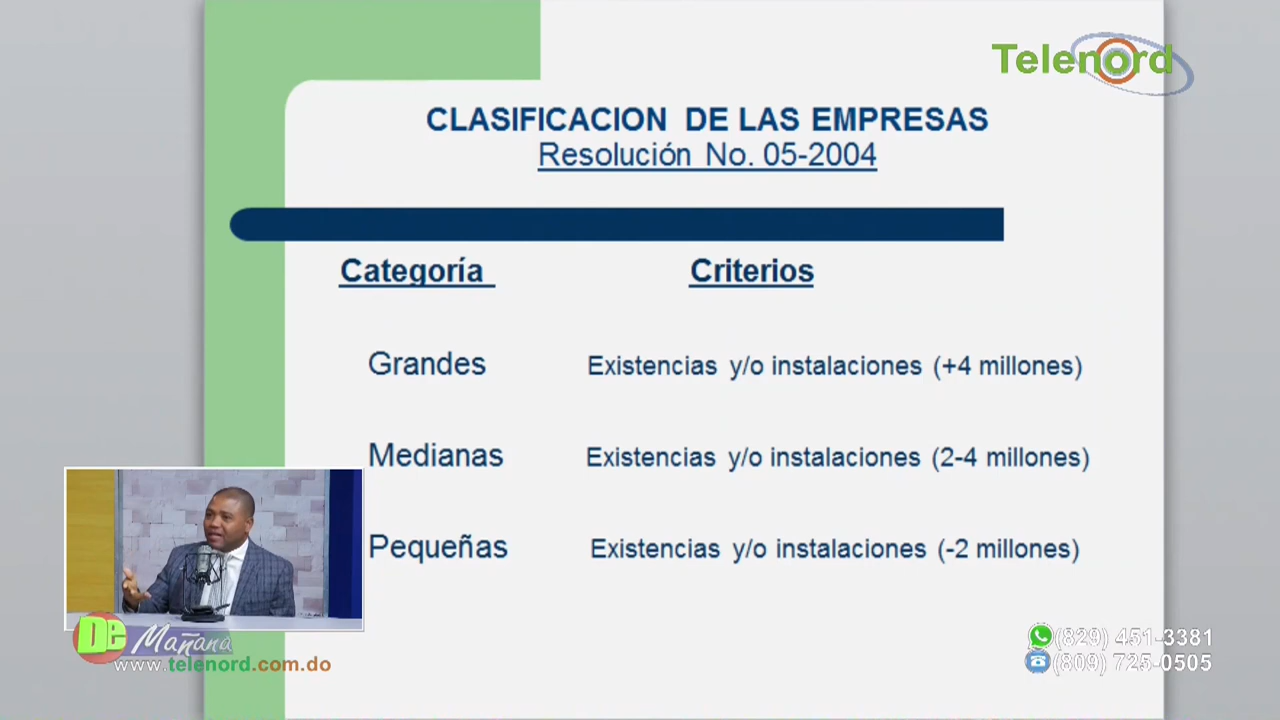 Telenord
CLASIFICACION DE LAS EMPRESAS
Resolución No. 05-2004
Categoría Criterios
Grandes Existencias y/o instalaciones (+4 millones)
Medianas Existencias y/o instalaciones (2-4 millones)
Pequeñas Existencias y/o instalaciones (-2 millones)
De Mañana
www.telenord.com.do
(829) 451-3381
(809) 725-0505